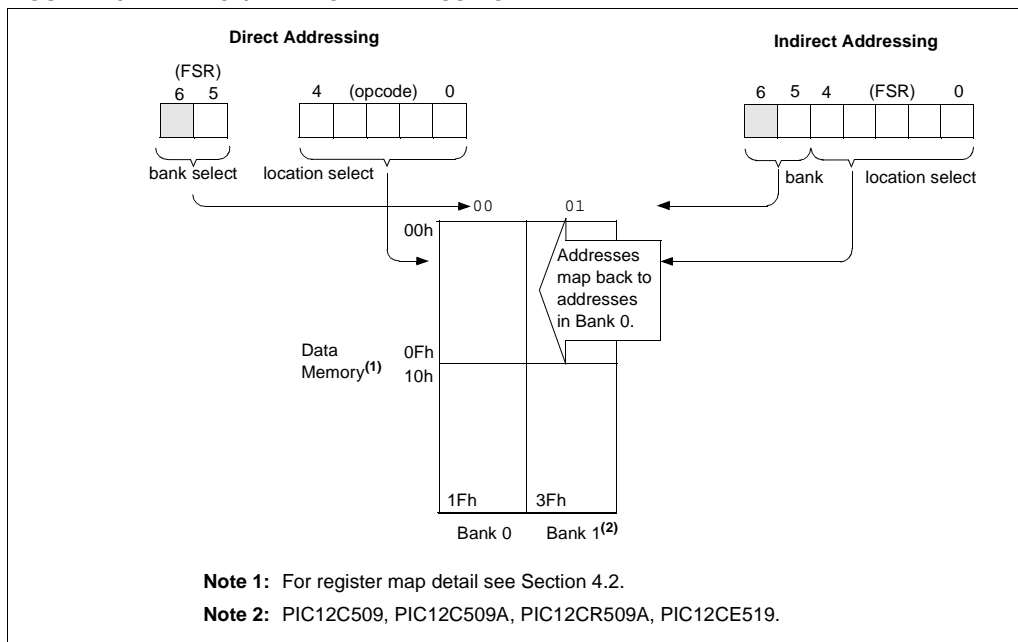 Direct Addressing
Indirect Addressing
(FSR)
6 5 4 (opcode) 0
6 5 4 (FSR) 0
bank select location select
bank location select
00 01
00h
Addresses
map back to
addresses
in Bank 0.
Data
Memory(1)
0Fh
10h
1Fh 3Fh
Bank 0 Bank 1(2)
Note 1: For register map detail see Section 4.2.
Note 2: PIC12C509, PIC12C509A, PIC12CR509A, PIC12CE519.